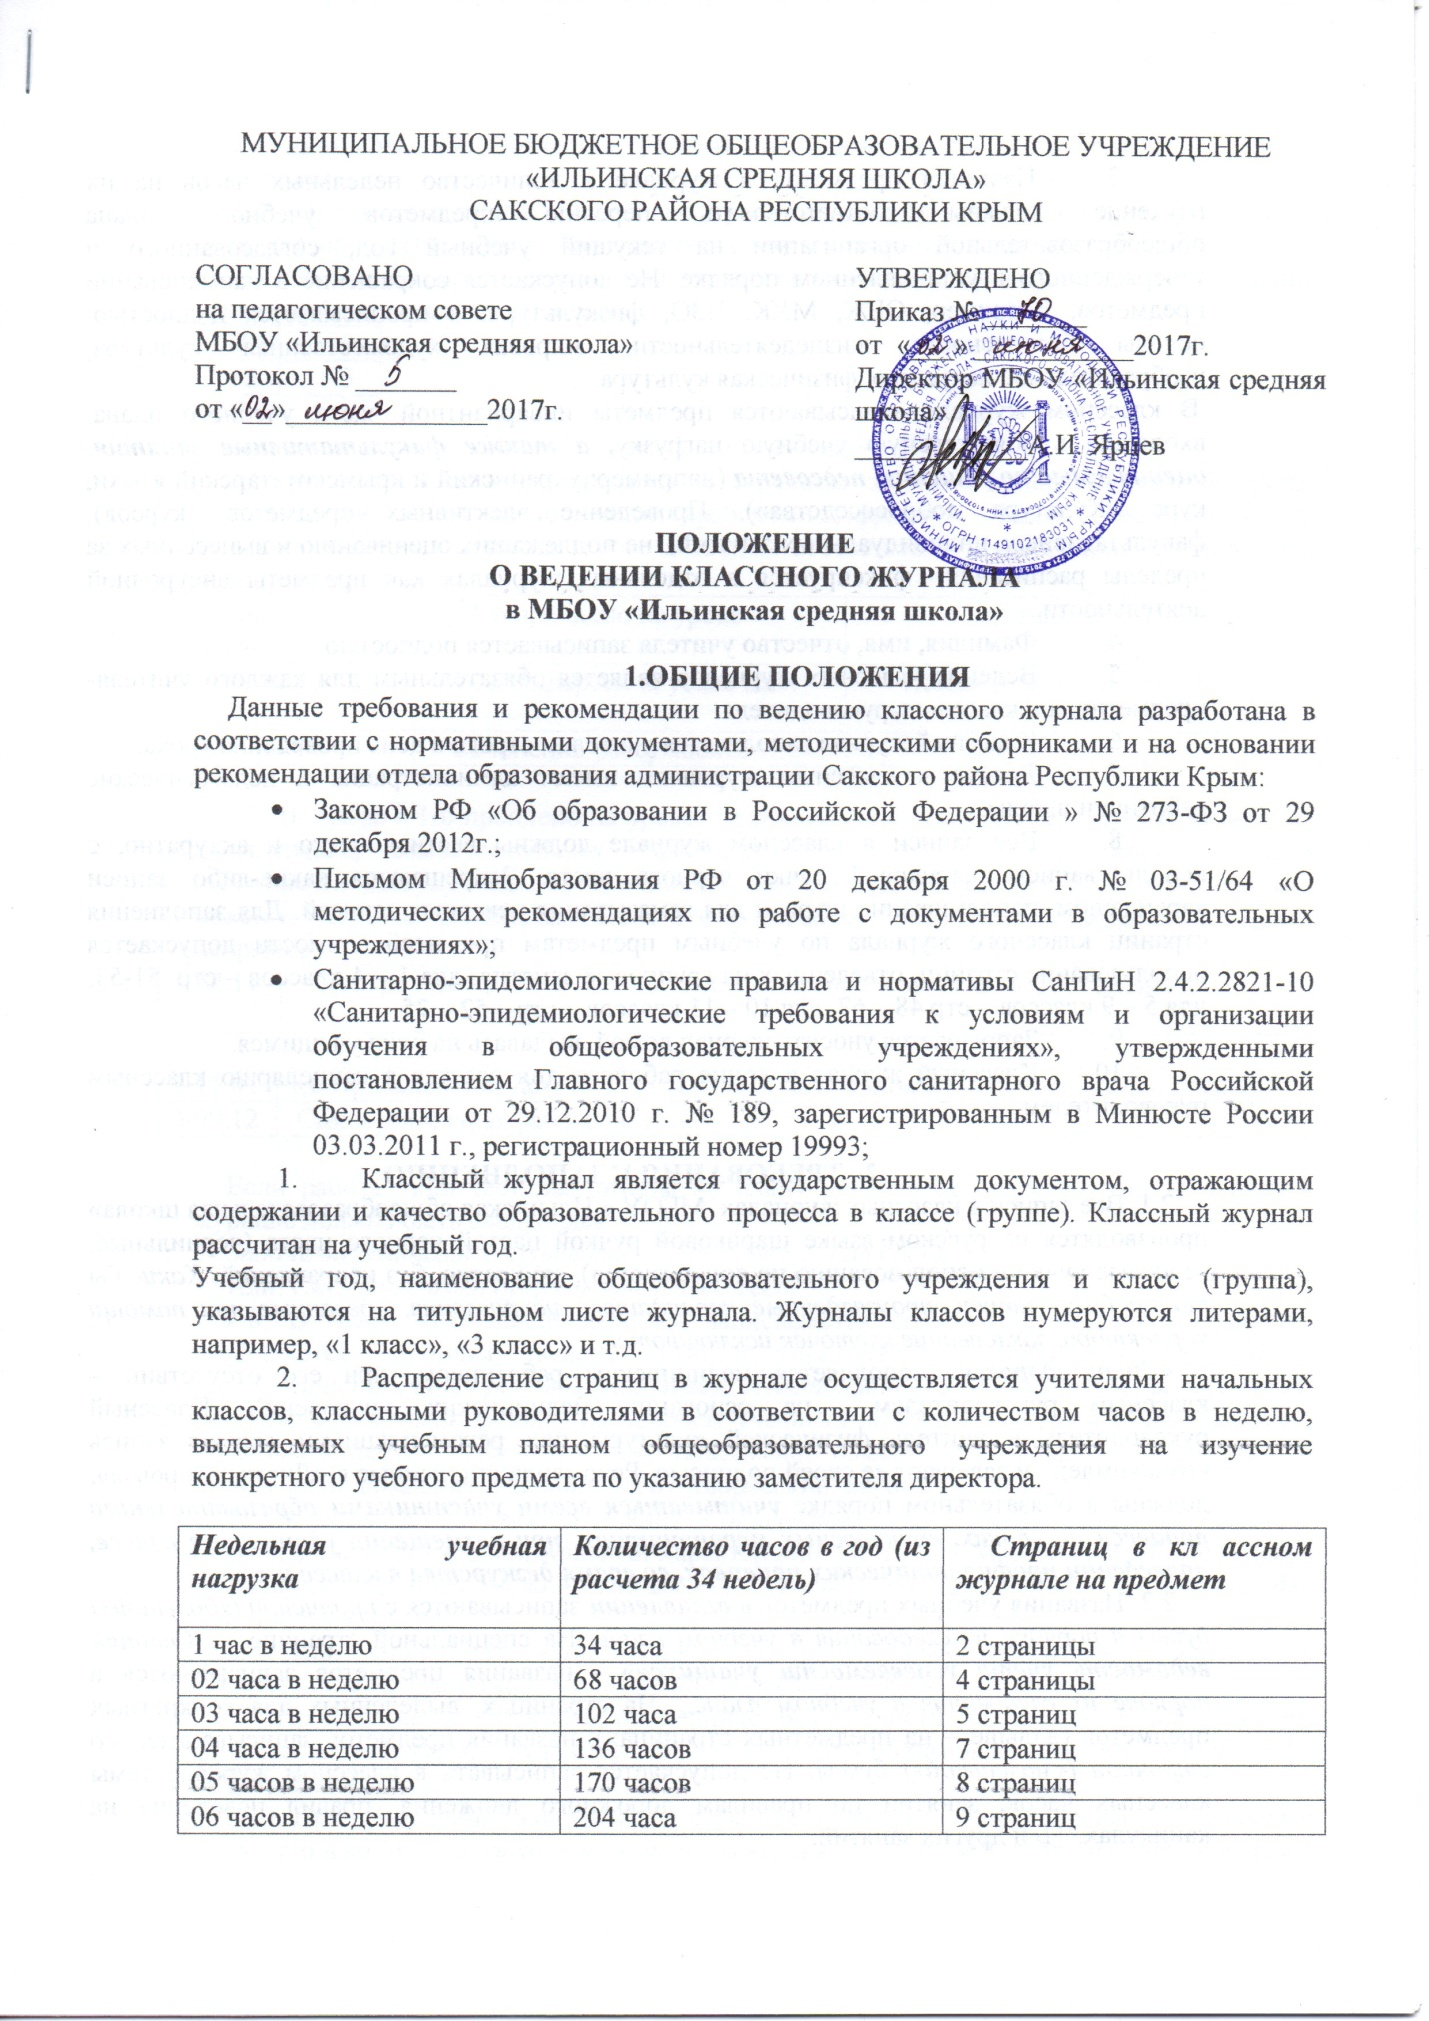 МУНИЦИПАЛЬНОЕ БЮДЖЕТНОЕ ОБЩЕОБРАЗОВАТЕЛЬНОЕ УЧРЕЖДЕНИЕ
«ИЛЬИНСКАЯ СРЕДНЯЯ ШКОЛА»
САКСКОГО РАЙОНА РЕСПУБЛИКИ КРЫМ
СОГЛАСОВАНО
на педагогическом совете
МБОУ «Ильинская средняя школа»
Протокол № 5
от «02» июня 2017г.
УТВЕРЖДЕНО
Приказ № 70
от «02» июня 2017г.
Директор МБОУ «Ильинская средняя
школа»
А.И. Ярцев
ОГРН 1149102183031
ПОЛОЖЕНИЕ
О ВЕДЕНИИ КЛАССНОГО ЖУРНАЛА
в МБОУ «Ильинская средняя школа»
1.ОБЩИЕ ПОЛОЖЕНИЯ
Данные требования и рекомендации по ведению классного журнала разработана в
соответствии с нормативными документами, методическими сборниками и на основании
рекомендации отдела образования администрации Сакского района Республики Крым:
• Законом РФ «Об образовании в Российской Федерации » № 273-ФЗ от 29
декабря 2012г.;
• Письмом Минобразования РФ от 20 декабря 2000 г. № 03-51/64 «О
методических рекомендациях по работе с документами в образовательных
учреждениях»;
• Санитарно-эпидемиологические правила и нормативы СанПиН 2.4.2.2821-10
«Санитарно-эпидемиологические требования к условиям и организации
обучения в общеобразовательных учреждениях», утвержденными
постановлением Главного государственного санитарного врача Российской
Федерации от 29.12.2010 г. № 189, зарегистрированным в Минюсте России
03.03.2011 г., регистрационный номер 19993;
1. Классный журнал является государственным документом, отражающим
содержании и качество образовательного процесса в классе (группе). Классный журнал
рассчитан на учебный год.
Учебный год, наименование общеобразовательного учреждения и класс (группа),
указываются на титульном листе журнала. Журналы классов нумеруются литерами,
например, «1 класс», «3 класс» и т.д.
2. Распределение страниц в журнале осуществляется учителями начальных
классов, классными руководителями в соответствии с количеством часов в неделю,
выделяемых учебным планом общеобразовательного учреждения на изучение
конкретного учебного предмета по указанию заместителя директора.
Недельная учебная нагрузка | Количество часов в год (из расчета 34 недель) | Страниц в кл ассном журнале на предмет
1 час в неделю | 34 часа | 2 страницы
02 часа в неделю | 68 часов | 4 страницы
03 часа в неделю | 102 часа | 5 страниц
04 часа в неделю | 136 часов | 7 страниц
05 часов в неделю | 170 часов | 8 страниц
06 часов в неделю | 204 часа | 9 страниц